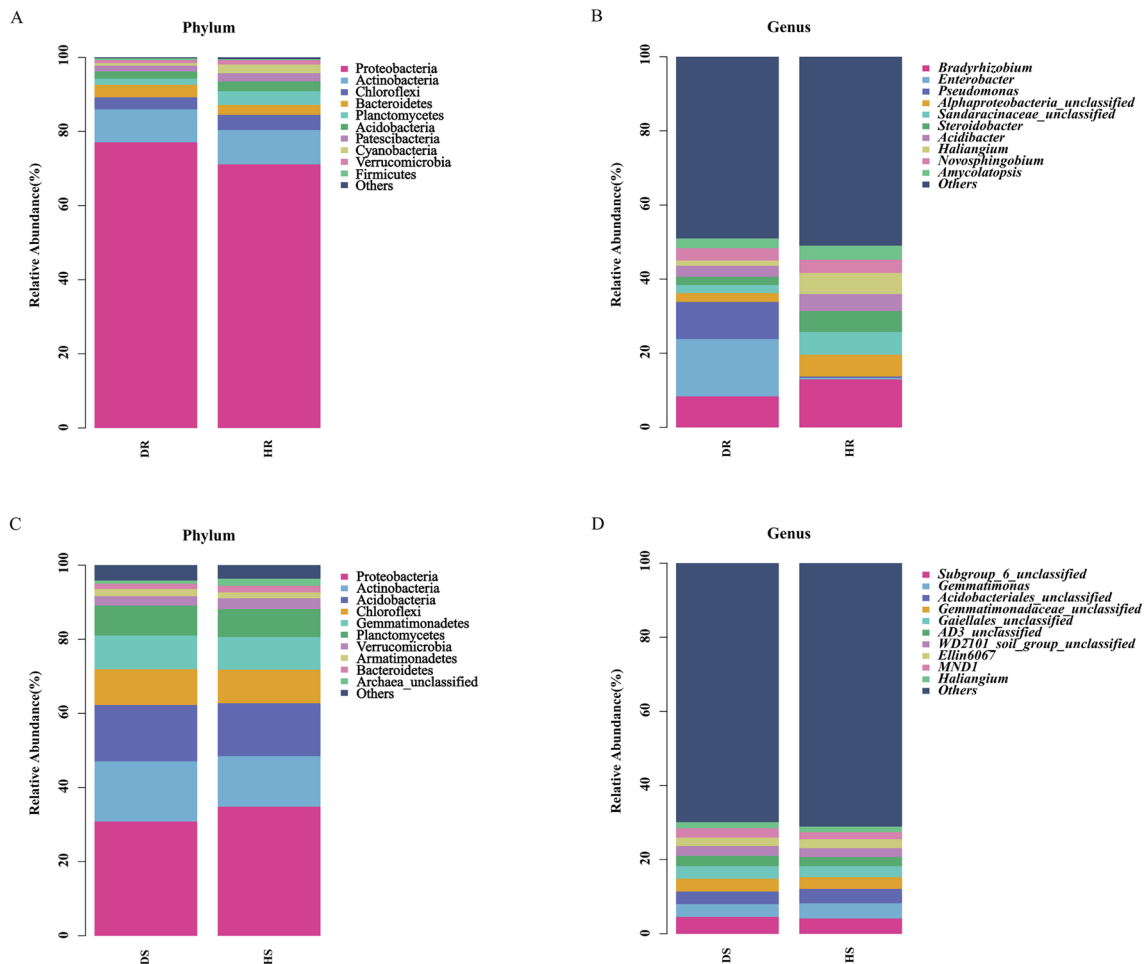 A
Phylum
Relative Abundance(%)
0
20
40
60
80
100
DR
HR
Proteobacteria
Actinobacteria
Chloroflexi
Bacteroidetes
Planctomycetes
Acidobacteria
Patescibacteria
Cyanobacteria
Verrucomicrobia
Firmicutes
Others
B
Genus
Relative Abundance(%)
0
20
40
60
80
100
DR
HR
Bradyrhizobium
Enterobacter
Pseudomonas
Alphaproteobacteria_unclassified
Sandaracinaceae_unclassified
Steroidobacter
Acidibacter
Haliangium
Novosphingobium
Amycolatopsis
Others
C
Phylum
Relative Abundance(%)
0
20
40
60
80
100
DS
HS
Proteobacteria
Actinobacteria
Acidobacteria
Chloroflexi
Gemmatimonadetes
Planctomycetes
Verrucomicrobia
Armatimonadetes
Bacteroidetes
Archaea_unclassified
Others
D
Genus
Relative Abundance(%)
0
20
40
60
80
100
DS
HS
Subgroup_6_unclassified
Gemmatimonas
Acidobacteriales_unclassified
Gemmatimonadaceae_unclassified
Gaiellales_unclassified
AD3_unclassified
WD2101_soil_group_unclassified
Ellin6067
MND1
Haliangium
Others